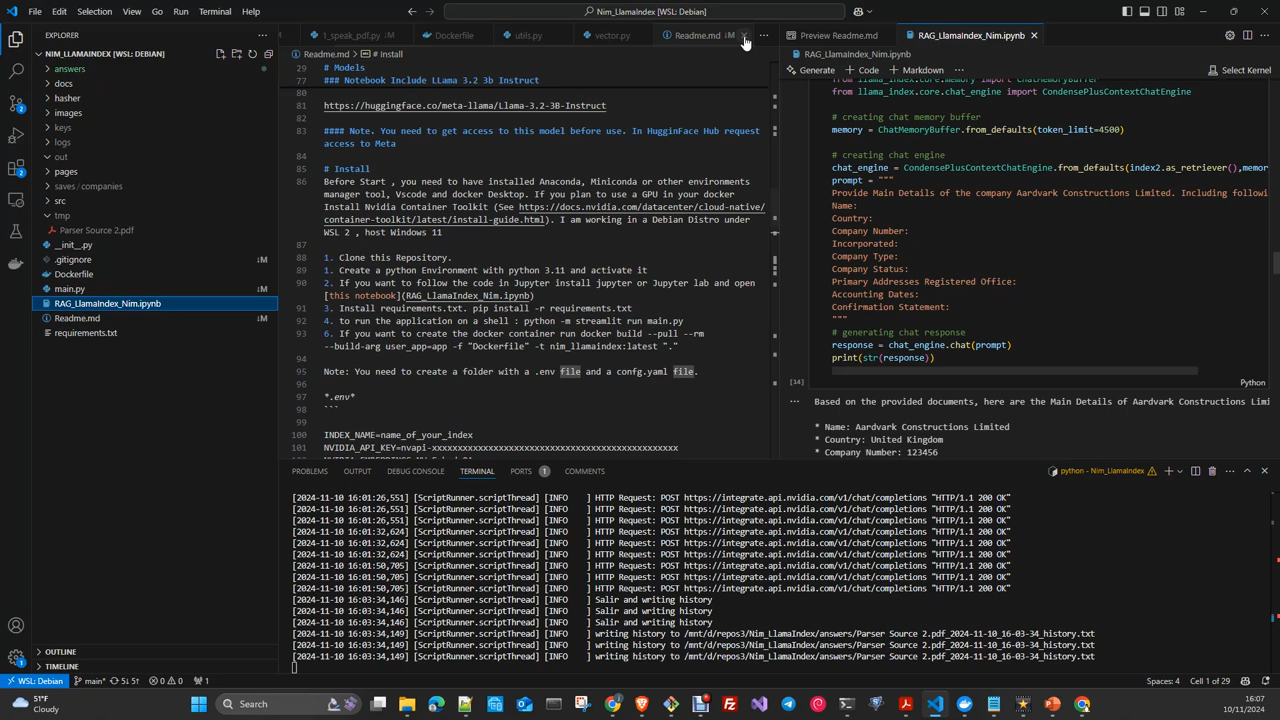 File Edit Selection View Go Run Terminal Help
Nim_LlamaIndex [WSL: Debian]
EXPLORER
NIM_LLAMAINDEX [WSL: DEBIAN]
answers
docs
hasher
images
keys
logs
out
pages
saves / companies
src
tmp
Parser Source 2.pdf
__init__.py
.gitignore ↓M
Dockerfile
main.py ↓M
RAG_LlamaIndex_Nim.ipynb
Readme.md ↓M
requirements.txt
OUTLINE
TIMELINE
1_speak_pdf.py ↓M
Dockerfile
utils.py
vector.py
Readme.md ↓M
Readme.md > # Install
29 # Models
77 ### Notebook Include LLama 3.2 3b Instruct
80
81 https://huggingface.co/meta-llama/Llama-3.2-3B-Instruct
82
83 #### Note. You need to get access to this model before use. In HugginFace Hub request
access to Meta
84
85 # Install
86 Before Start , you need to have installed Anaconda, Miniconda or other environments
manager tool, vscode and docker Desktop. If you plan to use a GPU in your docker
Install Nvidia Container Toolkit (See https://docs.nvidia.com/datacenter/cloud-native/
container-toolkit/latest/install-guide.html). I am working in a Debian Distro under
WSL 2 , host Windows 11
87
88 1. Clone this Repository.
89 1. Create a python Environment with python 3.11 and activate it
90 2. If you want to follow the code in Jupyter install jupyter or Jupyter lab and open
[this notebook](RAG_LlamaIndex_Nim.ipynb)
91 3. Install requirements.txt. pip install -r requirements.txt
92 4. to run the application on a shell : python -m streamlit run main.py
93 6. If you want to create the docker container run docker build --pull --rm
--build-arg user_app=app -f "Dockerfile" -t nim_llamaindex:latest "."
94
95 Note: You need to create a folder with a .env file and a confg.yaml file.
96
97 *.env*
98 ```
100 INDEX_NAME=name_of_your_index
101 NVIDIA_API_KEY=nvapi-xxxxxxxxxxxxxxxxxxxxxxxxxxxxxxxxxxxxxxxxxxxxxxxxx
Preview Readme.md
RAG_LlamaIndex_Nim.ipynb
RAG_LlamaIndex_Nim.ipynb
Generate + Code + Markdown ··· Select Kernel
from llama_index.core.memory import ChatMemoryBuffer
from llama_index.core.chat_engine import CondensePlusContextChatEngine
# creating chat memory buffer
memory = ChatMemoryBuffer.from_defaults(token_limit=4500)
# creating chat engine
chat_engine = CondensePlusContextChatEngine.from_defaults(index2.as_retriever(),memor
prompt = """
Provide Main Details of the company Aardvark Constructions Limited. Including followi
Name:
Country:
Company Number:
Incorporated:
Company Type:
Company Status:
Primary Addresses Registered Office:
Accounting Dates:
Confirmation Statement:
"""
# generating chat response
response = chat_engine.chat(prompt)
print(str(response))
[14] Python
··· Based on the provided documents, here are the Main Details of Aardvark Constructions Limi
* Name: Aardvark Constructions Limited
* Country: United Kingdom
* Company Number: 123456
PROBLEMS OUTPUT DEBUG CONSOLE TERMINAL PORTS 1 COMMENTS
python - Nim_LlamaIndex
[2024-11-10 16:01:26,551] [ScriptRunner.scriptThread] [INFO ] HTTP Request: POST https://integrate.api.nvidia.com/v1/chat/completions "HTTP/1.1 200 OK"
[2024-11-10 16:01:26,551] [ScriptRunner.scriptThread] [INFO ] HTTP Request: POST https://integrate.api.nvidia.com/v1/chat/completions "HTTP/1.1 200 OK"
[2024-11-10 16:01:26,551] [ScriptRunner.scriptThread] [INFO ] HTTP Request: POST https://integrate.api.nvidia.com/v1/chat/completions "HTTP/1.1 200 OK"
[2024-11-10 16:01:32,624] [ScriptRunner.scriptThread] [INFO ] HTTP Request: POST https://integrate.api.nvidia.com/v1/chat/completions "HTTP/1.1 200 OK"
[2024-11-10 16:01:32,624] [ScriptRunner.scriptThread] [INFO ] HTTP Request: POST https://integrate.api.nvidia.com/v1/chat/completions "HTTP/1.1 200 OK"
[2024-11-10 16:01:32,624] [ScriptRunner.scriptThread] [INFO ] HTTP Request: POST https://integrate.api.nvidia.com/v1/chat/completions "HTTP/1.1 200 OK"
[2024-11-10 16:01:50,705] [ScriptRunner.scriptThread] [INFO ] HTTP Request: POST https://integrate.api.nvidia.com/v1/chat/completions "HTTP/1.1 200 OK"
[2024-11-10 16:01:50,705] [ScriptRunner.scriptThread] [INFO ] HTTP Request: POST https://integrate.api.nvidia.com/v1/chat/completions "HTTP/1.1 200 OK"
[2024-11-10 16:01:50,705] [ScriptRunner.scriptThread] [INFO ] HTTP Request: POST https://integrate.api.nvidia.com/v1/chat/completions "HTTP/1.1 200 OK"
[2024-11-10 16:03:34,146] [ScriptRunner.scriptThread] [INFO ] Salir and writing history
[2024-11-10 16:03:34,146] [ScriptRunner.scriptThread] [INFO ] Salir and writing history
[2024-11-10 16:03:34,146] [ScriptRunner.scriptThread] [INFO ] Salir and writing history
[2024-11-10 16:03:34,149] [ScriptRunner.scriptThread] [INFO ] writing history to /mnt/d/repos3/Nim_LlamaIndex/answers/Parser Source 2.pdf_2024-11-10_16-03-34_history.txt
[2024-11-10 16:03:34,149] [ScriptRunner.scriptThread] [INFO ] writing history to /mnt/d/repos3/Nim_LlamaIndex/answers/Parser Source 2.pdf_2024-11-10_16-03-34_history.txt
[2024-11-10 16:03:34,149] [ScriptRunner.scriptThread] [INFO ] writing history to /mnt/d/repos3/Nim_LlamaIndex/answers/Parser Source 2.pdf_2024-11-10_16-03-34_history.txt
WSL: Debian main* 5↓ 5↑ 0 0 1 Spaces: 4 Cell 1 of 29
51°F
Cloudy
Search
16:07
10/11/2024